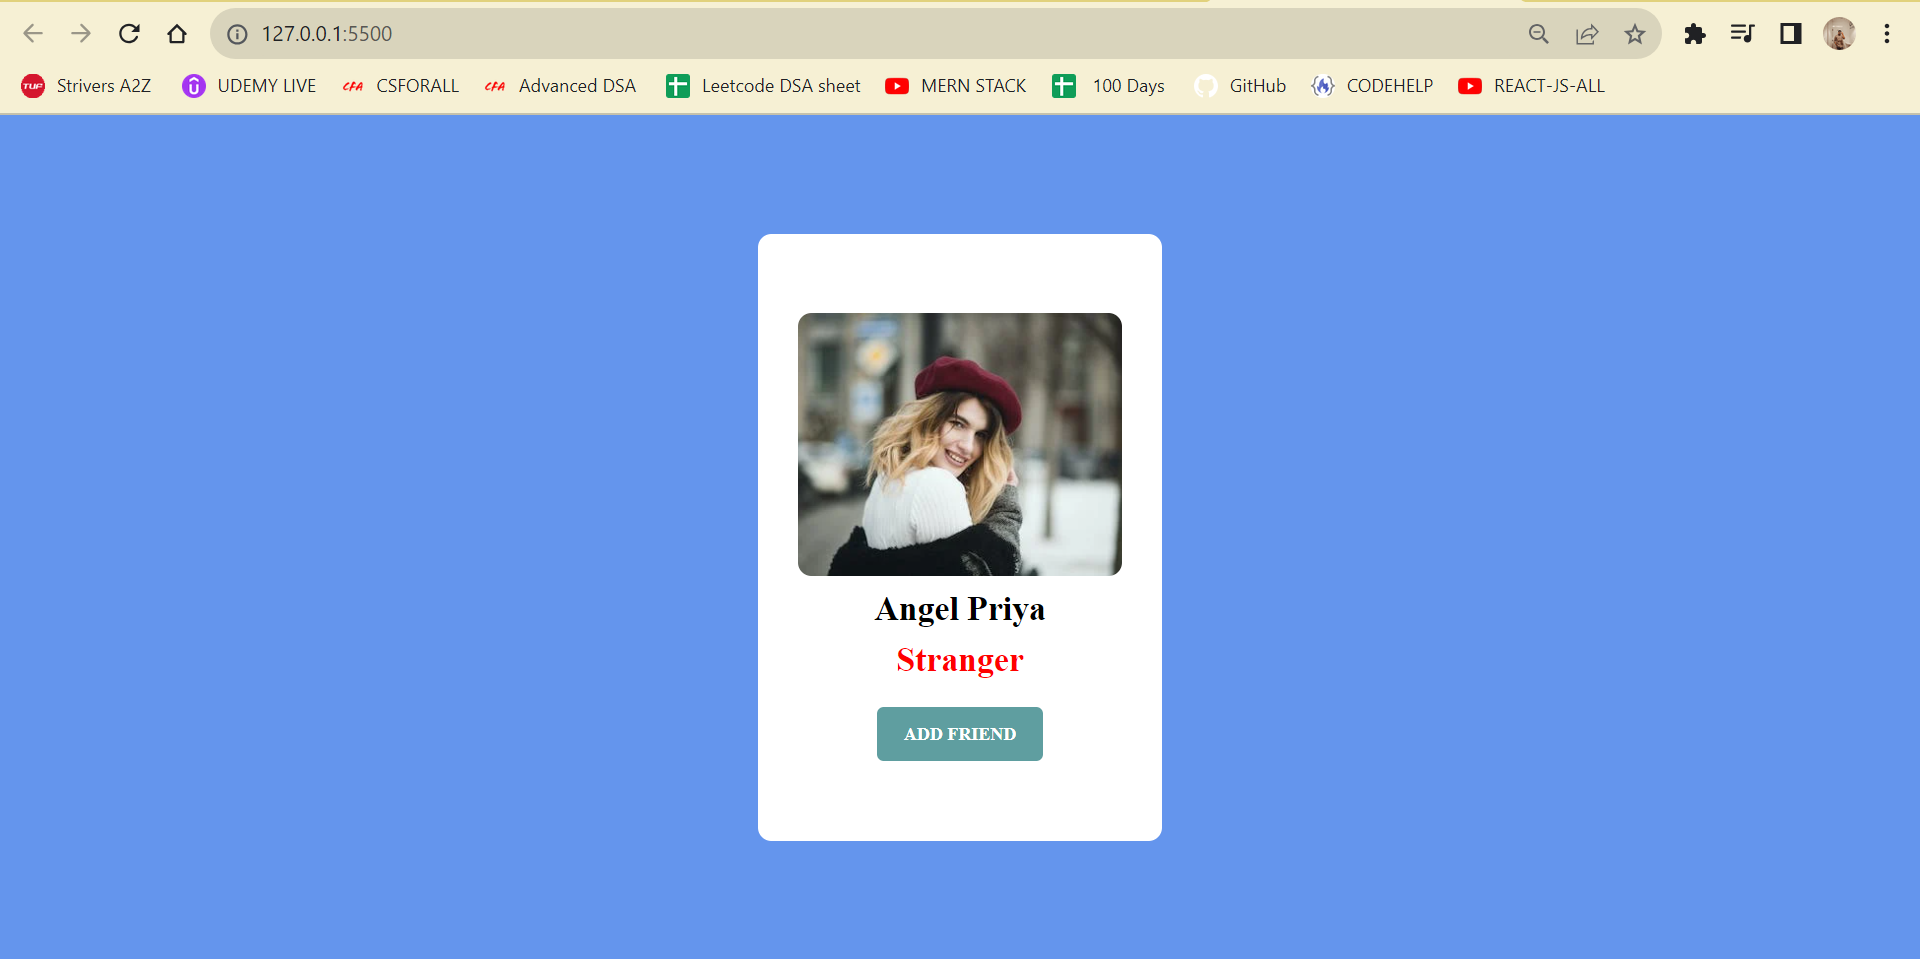 127.0.0.1:5500
TUF Strivers A2Z UDEMY LIVE CFA CSFORALL CFA Advanced DSA Leetcode DSA sheet MERN STACK 100 Days GitHub CODEHELP REACT-JS-ALL
Angel Priya
Stranger
ADD FRIEND